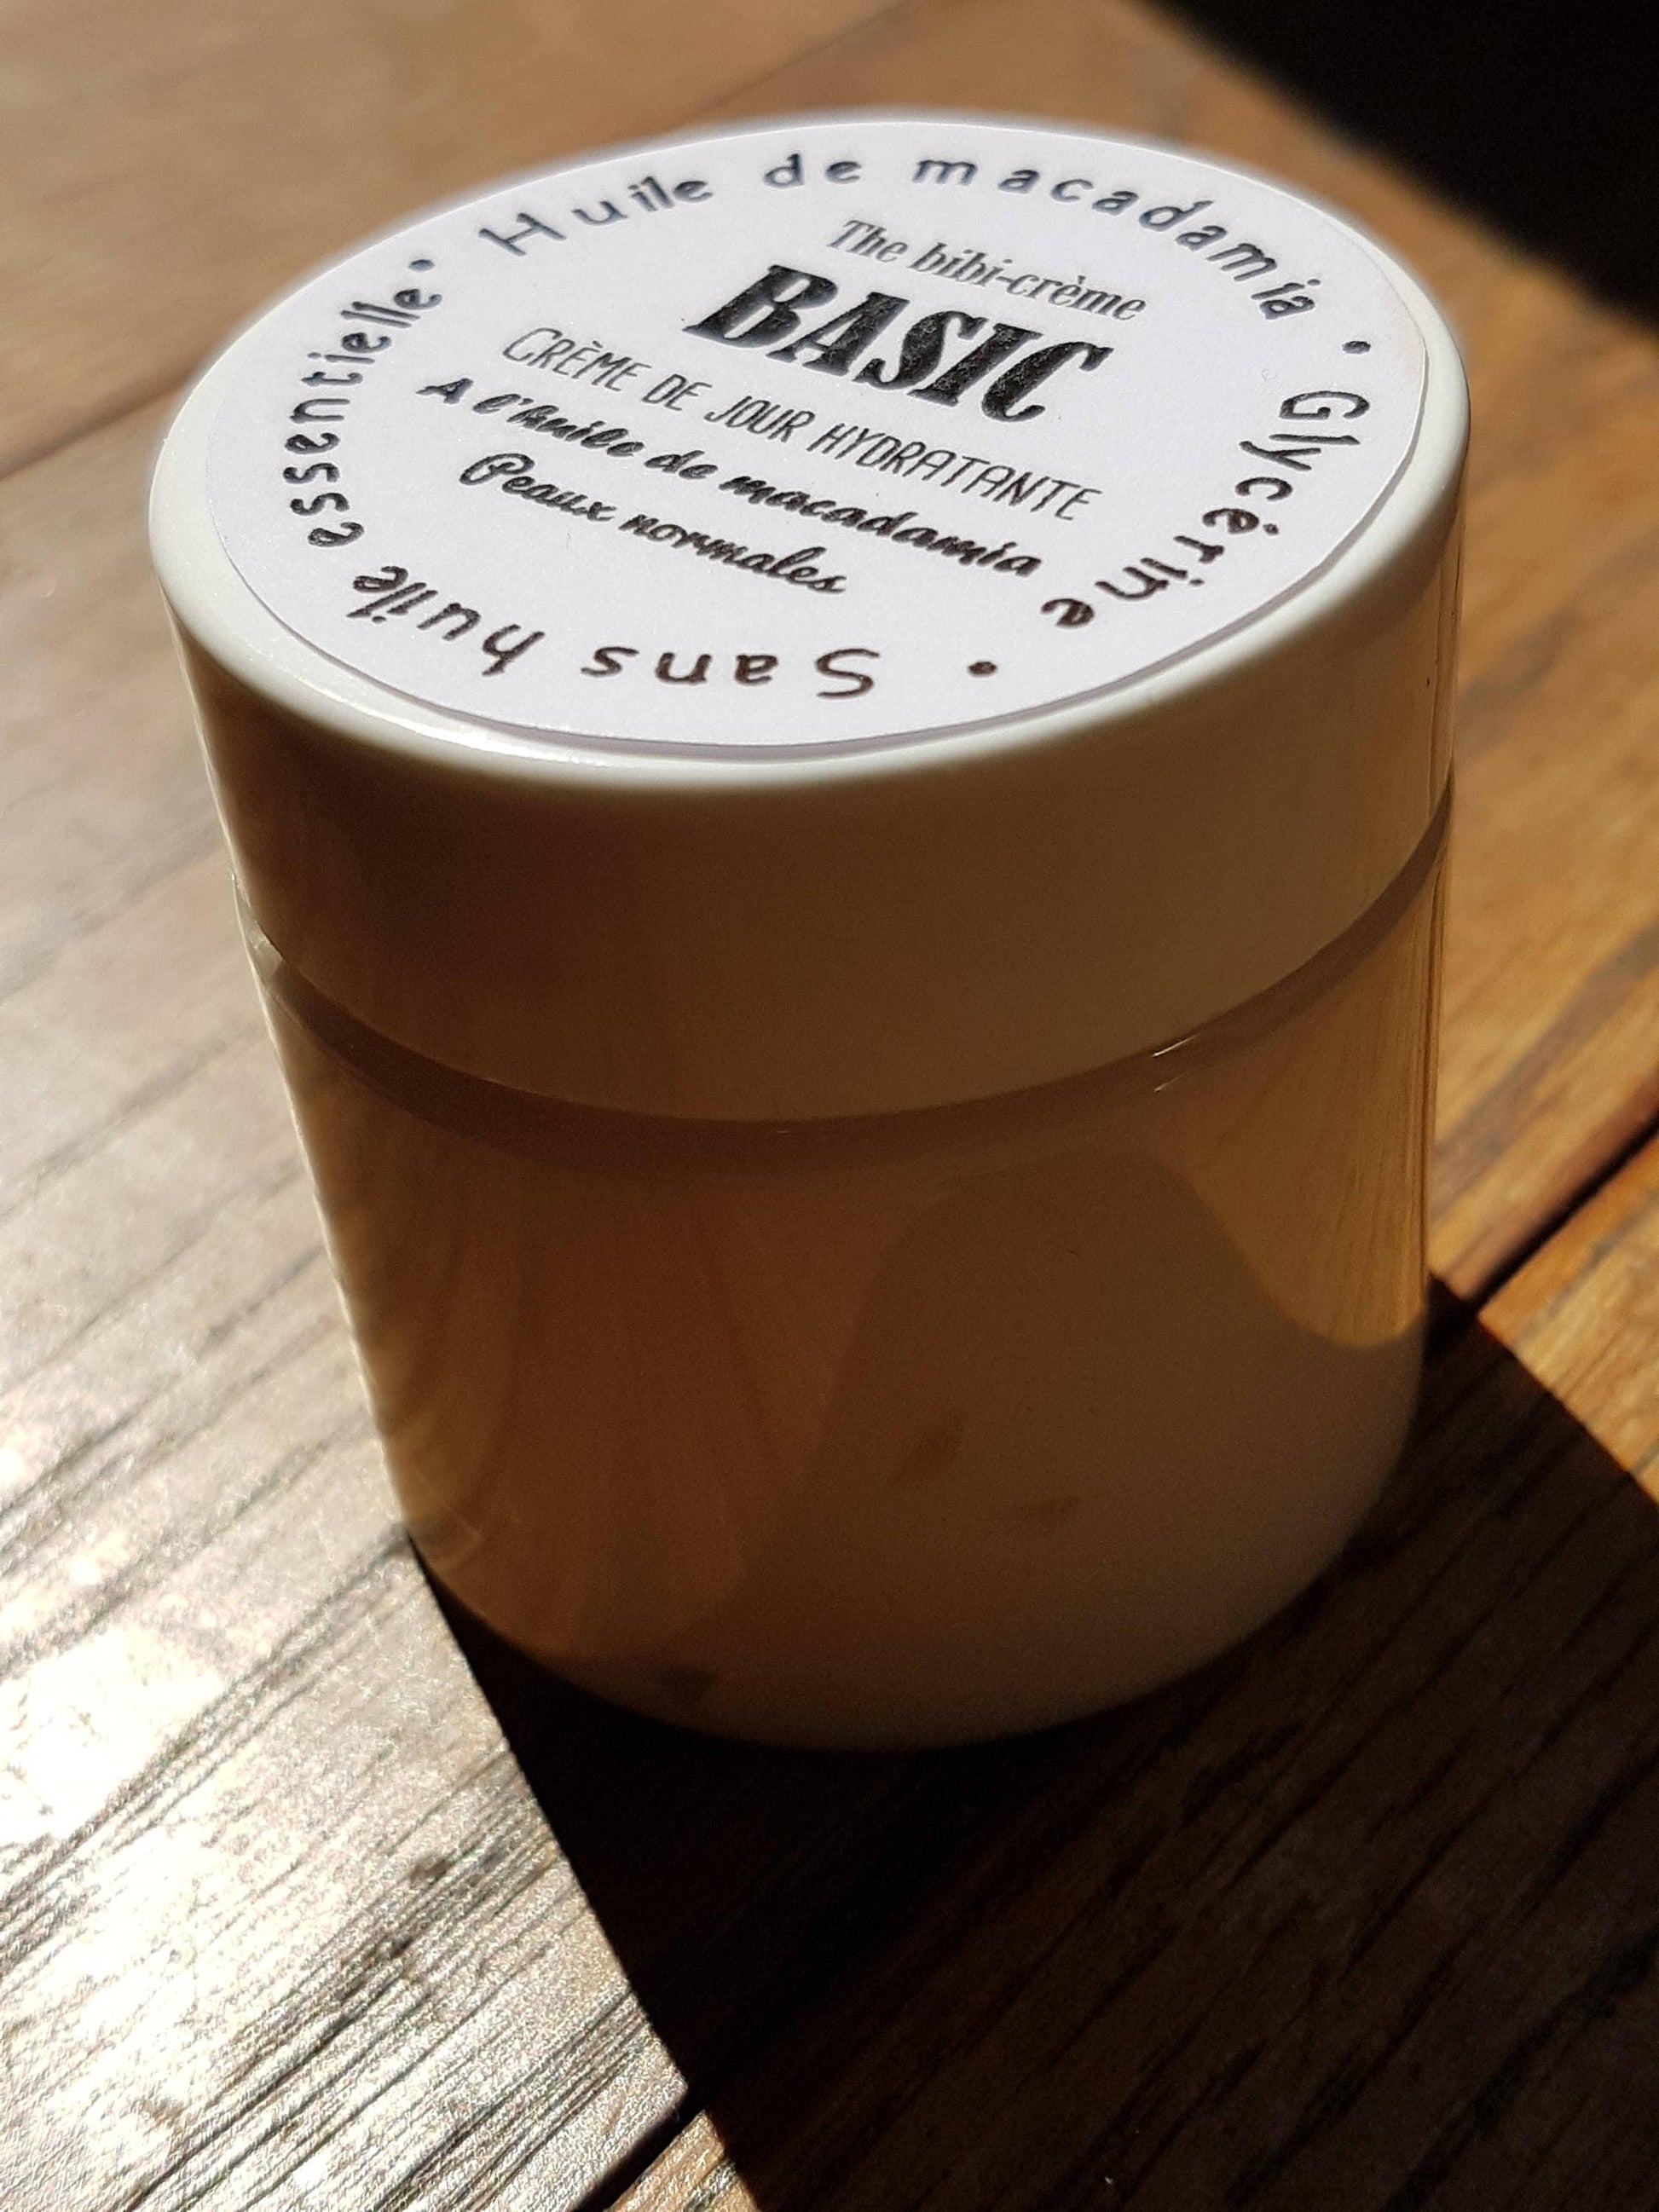 Huile de macadamia • Glycérine • Sans huile essentielle •
The bibi-crème
BASIC
CRÈME DE JOUR HYDRATANTE
A l'huile de macadamia
Peaux normales